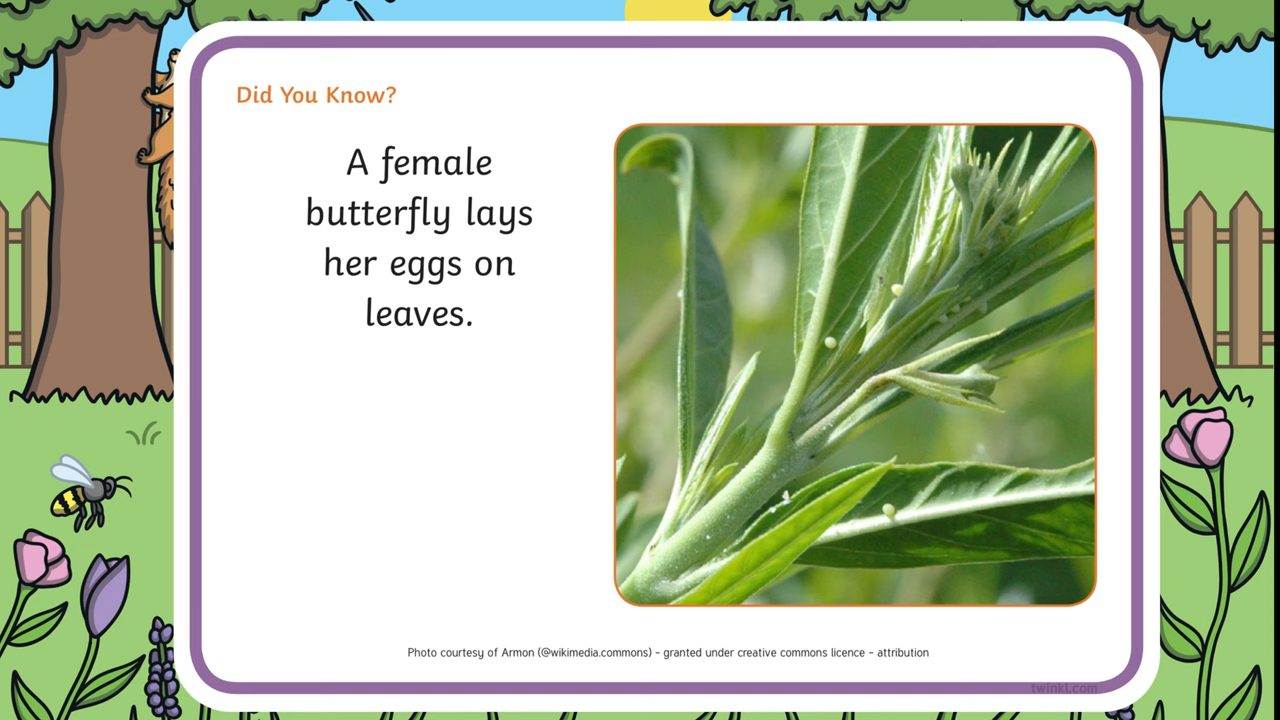 Did You Know?
A female
butterfly lays
her eggs on
leaves.
Photo courtesy of Armon (@wikimedia.commons) – granted under creative commons licence – attribution
twinkl.com